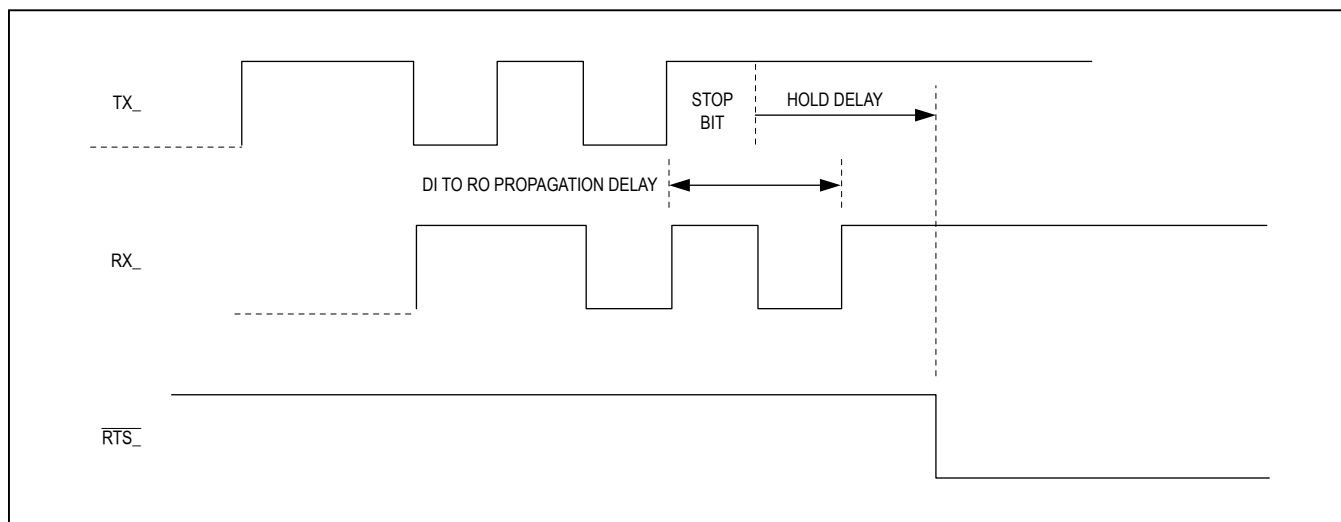 TX_
STOP
BIT
HOLD DELAY
DI TO RO PROPAGATION DELAY
RX_
RTS_